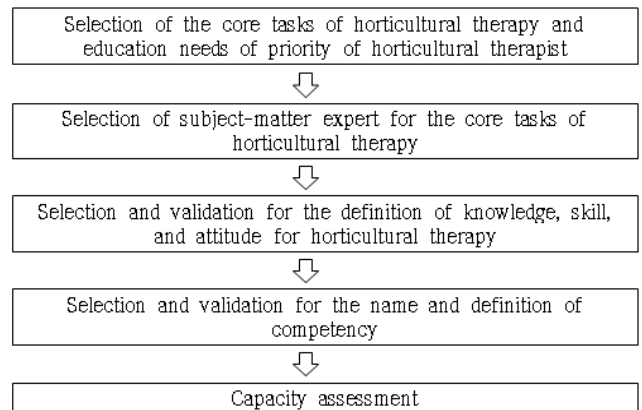 Selection of the core tasks of horticultural therapy and
education needs of priority of horticultural therapist
Selection of subject-matter expert for the core tasks of
horticultural therapy
Selection and validation for the definition of knowledge, skill,
and attitude for horticultural therapy
Selection and validation for the name and definition of
competency
Capacity assessment